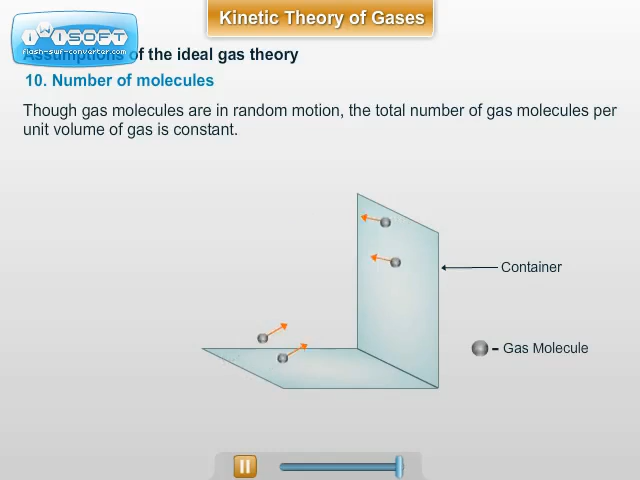 Kinetic Theory of Gases
iWiSOFT
flash-swf-converter.com
Assumptions of the ideal gas theory
10. Number of molecules
Though gas molecules are in random motion, the total number of gas molecules per
unit volume of gas is constant.
Container
– Gas Molecule